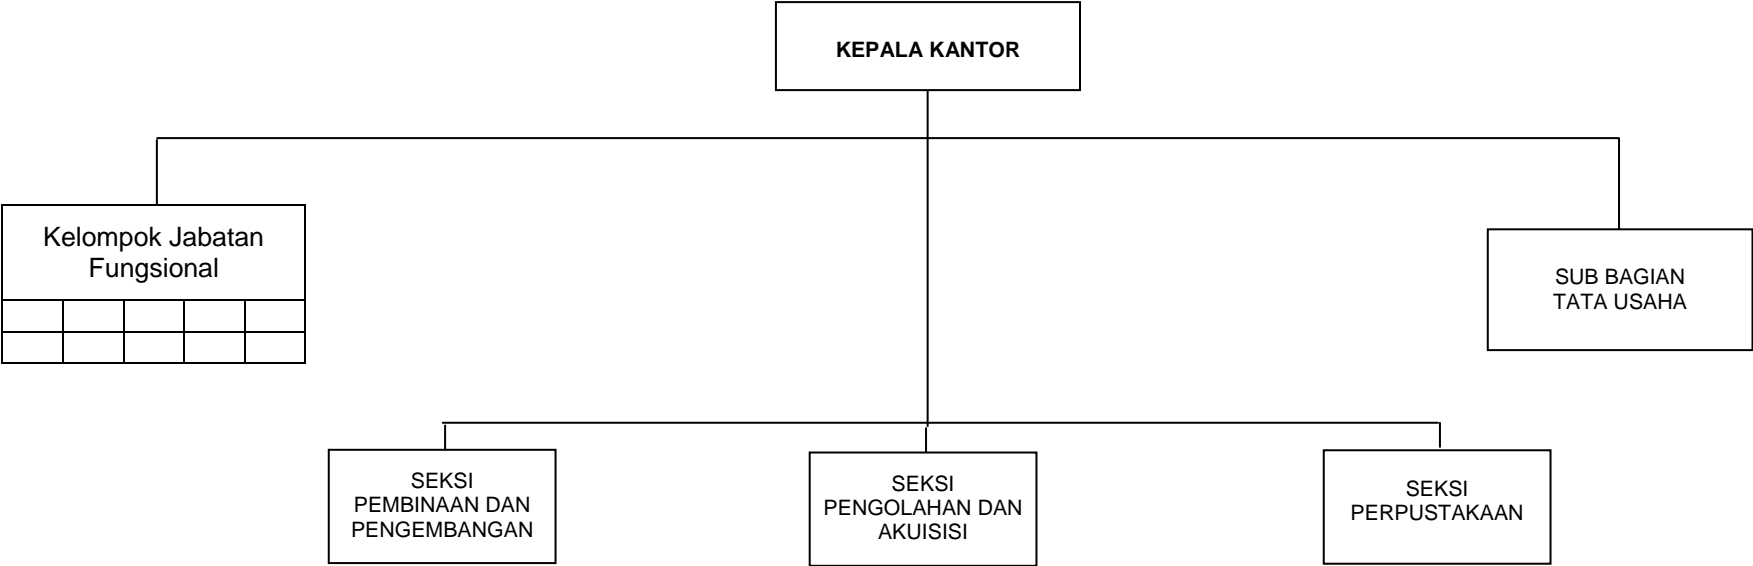 KEPALA KANTOR
Kelompok Jabatan
Fungsional
SUB BAGIAN
TATA USAHA
SEKSI
PEMBINAAN DAN
PENGEMBANGAN
SEKSI
PENGOLAHAN DAN
AKUISISI
SEKSI
PERPUSTAKAAN